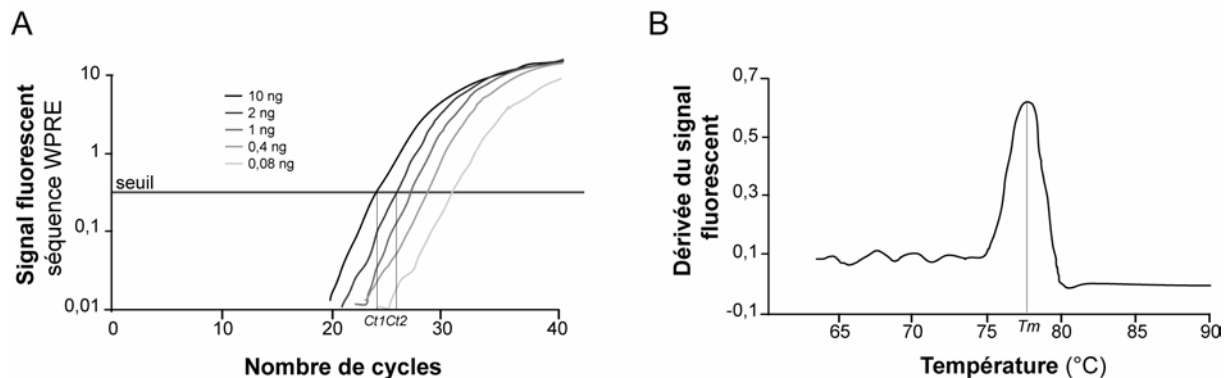 A
Signal fluorescent
séquence WPRE
10
1
0,1
0,01
10 ng
2 ng
1 ng
0,4 ng
0,08 ng
seuil
Ct1Ct2
0
10
20
30
40
Nombre de cycles
B
Dérivée du signal
fluorescent
0,7
0,5
0,3
0,1
-0,1
Tm
65
70
75
80
85
90
Température (°C)